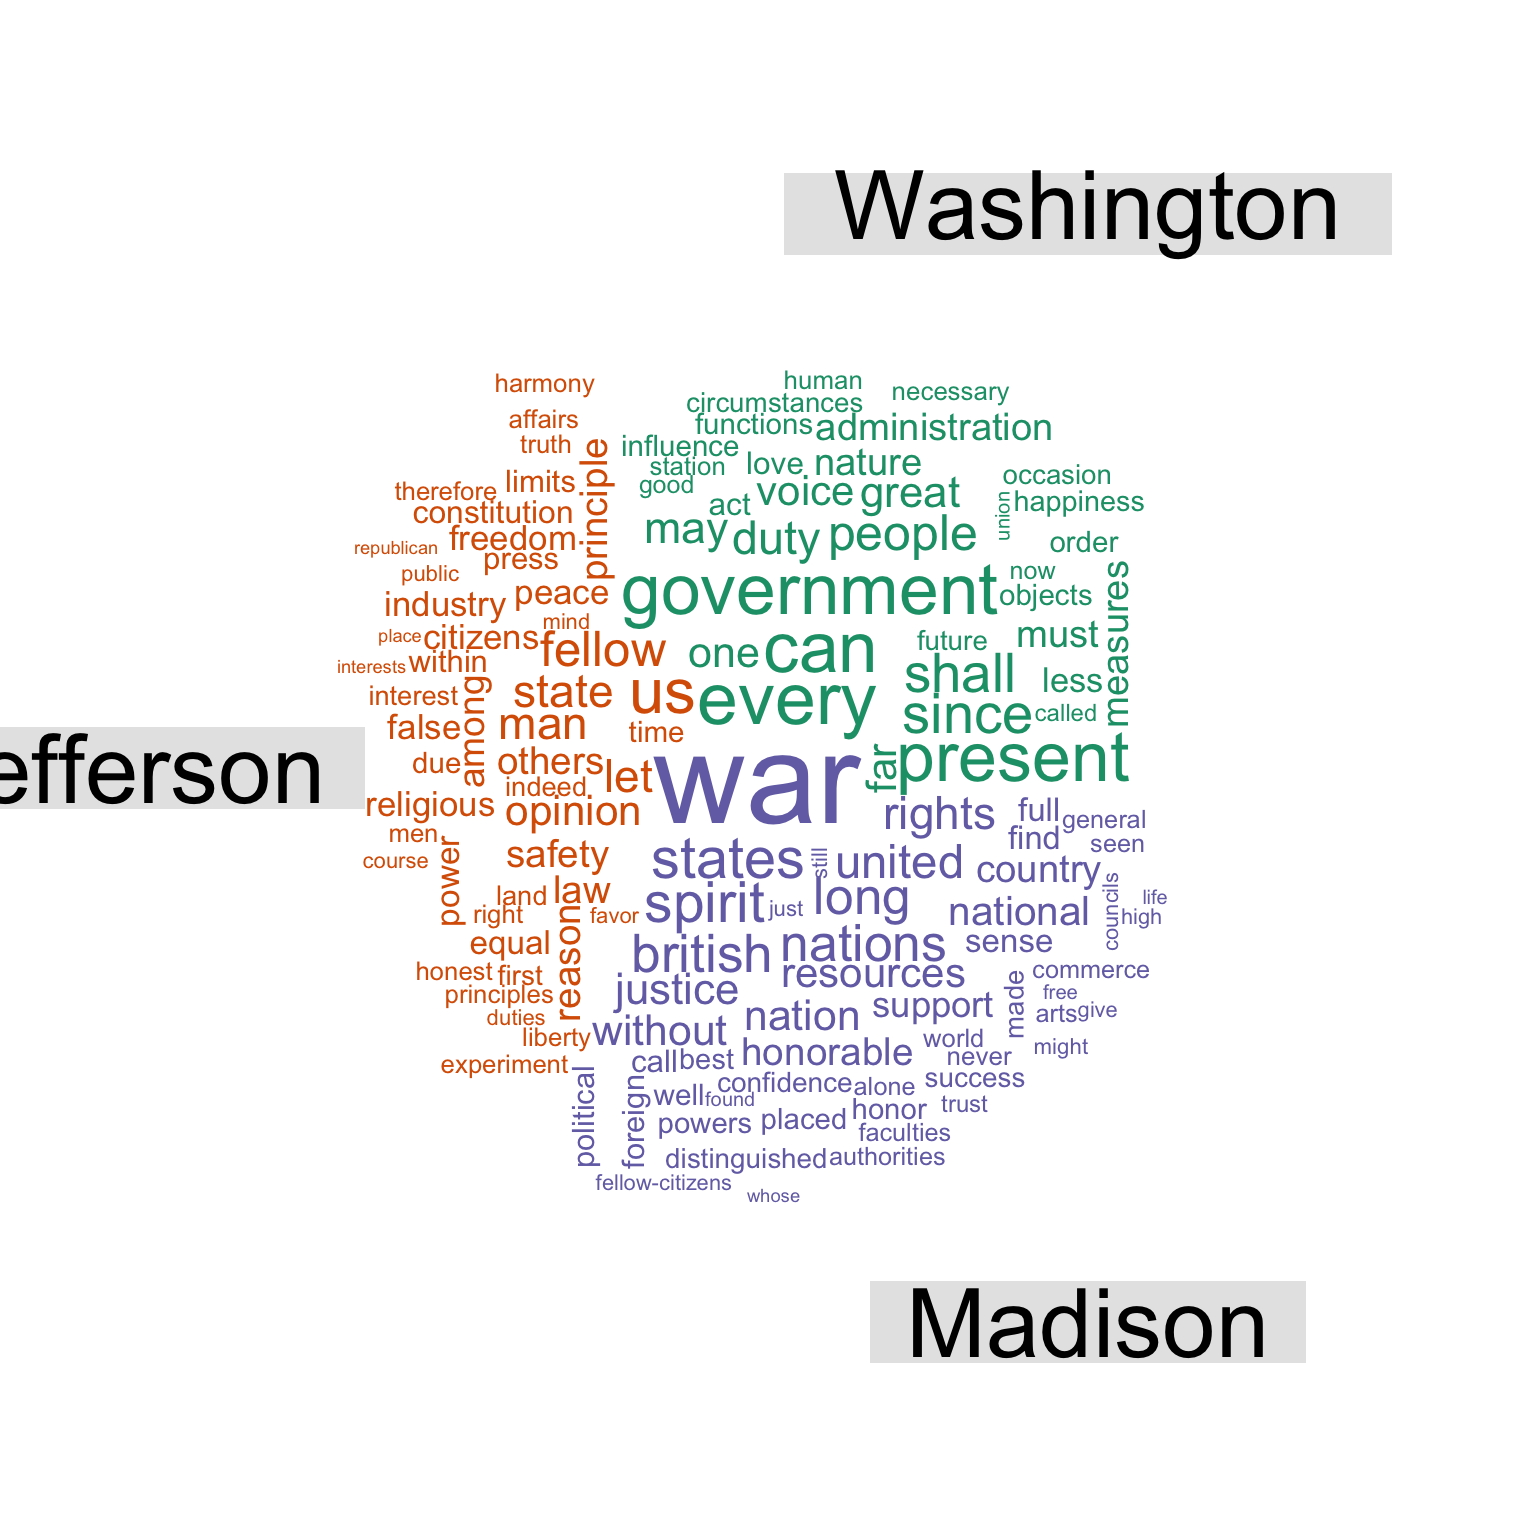 Washington
human
harmony
necessary
circumstances
affairs
functions
administration
truth
influence
principle
station
love
nature
occasion
limits
good
therefore
voice
great
happiness
act
constitution
union
may
duty
people
freedom
order
republican
press
public
now
government
peace
objects
industry
measures
mind
place
citizens
must
future
fellow
one
can
within
interests
shall
less
interest
state
us
every
among
since
called
false
man
time
efferson
others
due
war
far
present
let
indeed
religious
opinion
rights
full
general
men
find
seen
safety
course
states
still
united
country
power
land
law
spirit
just
long
councils
life
right
favor
national
high
equal
british
nations
sense
reason
honest
first
resources
commerce
principles
justice
made
free
support
arts
give
duties
nation
liberty
without
world
might
experiment
call
best
honorable
never
confidence
alone
success
political
foreign
well
found
honor
trust
powers
placed
faculties
distinguished
authorities
fellow-citizens
whose
Madison